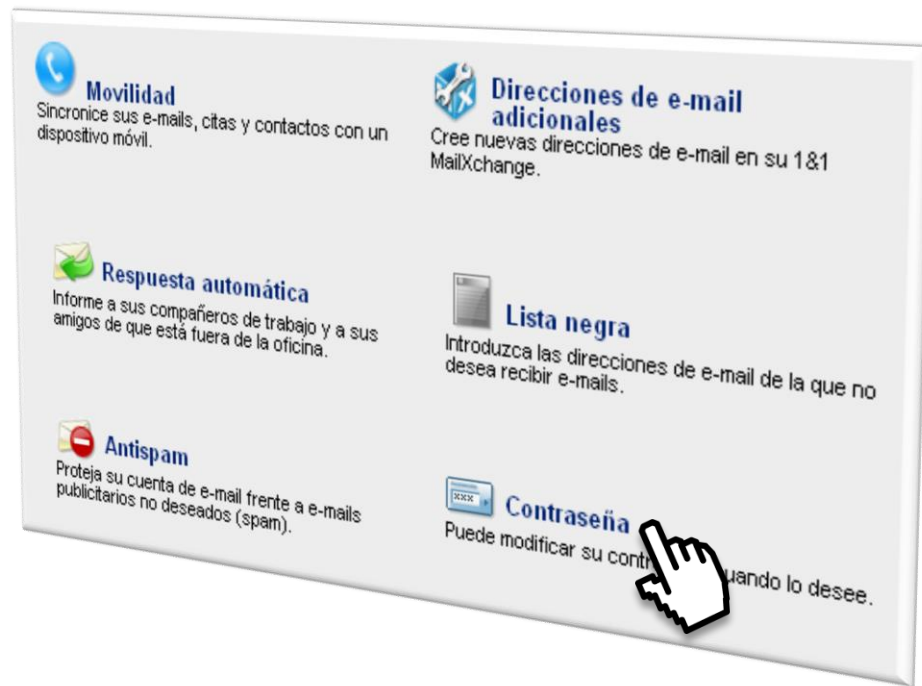 Movilidad
Sincronice sus e-mails, citas y contactos con un
dispositivo móvil.
Direcciones de e-mail
adicionales
Cree nuevas direcciones de e-mail en su 1&1
MailXchange.
Respuesta automática
Informe a sus compañeros de trabajo y a sus
amigos de que está fuera de la oficina.
Lista negra
Introduzca las direcciones de e-mail de la que no
desea recibir e-mails.
Antispam
Proteja su cuenta de e-mail frente a e-mails
publicitarios no deseados (spam).
xxx
Contraseña
Puede modificar su cont uando lo desee.